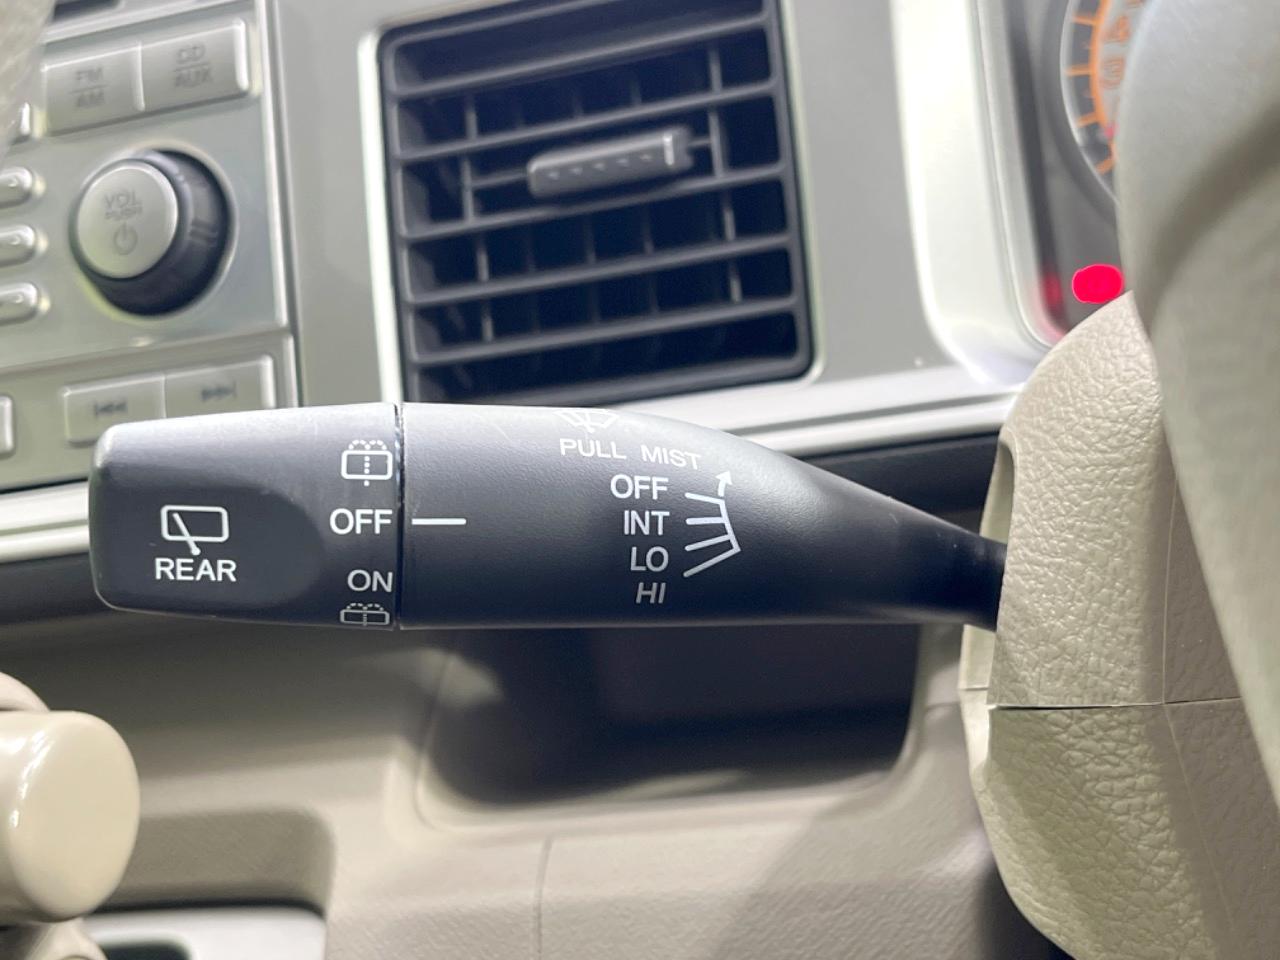 FM
AM
CD
AUX
VOL
PUSH
PULL MIST
OFF
INT
LO
HI
OFF
ON
REAR